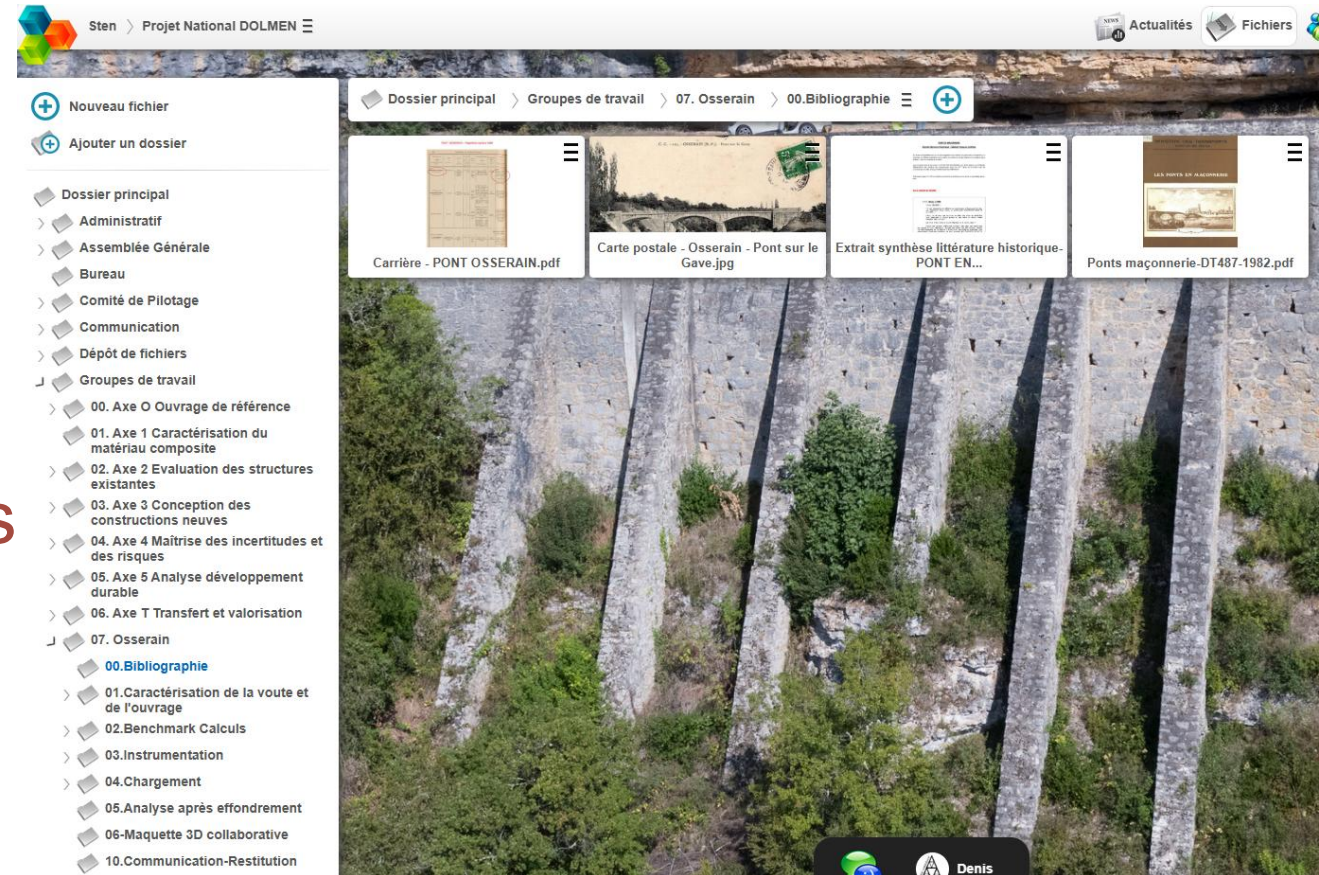 Sten 〉 Projet National DOLMEN
Actualités
Fichiers
Nouveau fichier
Ajouter un dossier
Dossier principal 〉 Groupes de travail 〉 07. Osserain 〉 00.Bibliographie
Carrière - PONT OSSERAIN.pdf
Carte postale - Osserain - Pont sur le
Gave.jpg
Extrait synthèse littérature historique-
PONT EN...
LES PONTS EN MAÇONNERIE
Ponts maçonnerie-DT487-1982.pdf
Dossier principal
Administratif
Assemblée Générale
Bureau
Comité de Pilotage
Communication
Dépôt de fichiers
Groupes de travail
00. Axe O Ouvrage de référence
01. Axe 1 Caractérisation du
matériau composite
02. Axe 2 Evaluation des structures
existantes
03. Axe 3 Conception des
constructions neuves
04. Axe 4 Maîtrise des incertitudes et
des risques
05. Axe 5 Analyse développement
durable
06. Axe T Transfert et valorisation
07. Osserain
00.Bibliographie
01.Caractérisation de la voute et
de l'ouvrage
02.Benchmark Calculs
03.Instrumentation
04.Chargement
05.Analyse après effondrement
06-Maquette 3D collaborative
10.Communication-Restitution
S
Denis